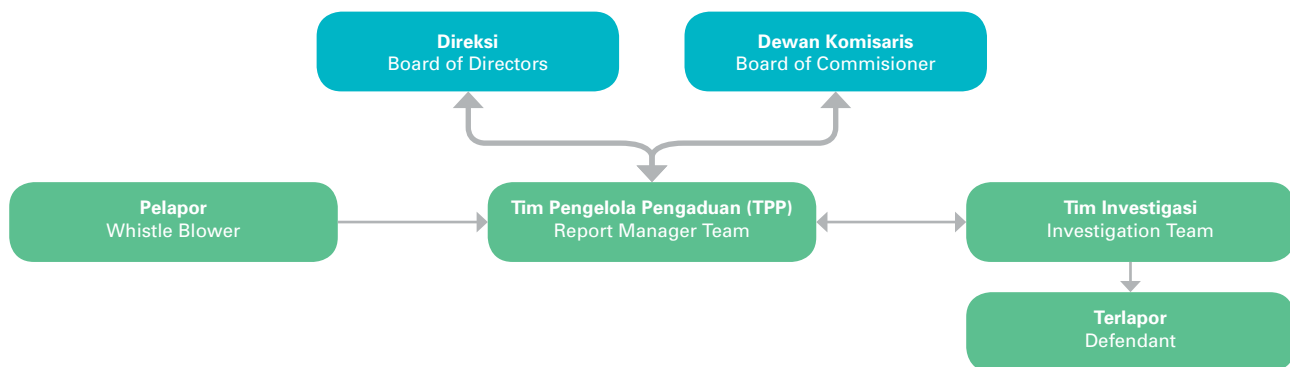 Direksi
Board of Directors
Dewan Komisaris
Board of Commisioner
Pelapor
Whistle Blower
Tim Pengelola Pengaduan (TPP)
Report Manager Team
Tim Investigasi
Investigation Team
Terlapor
Defendant